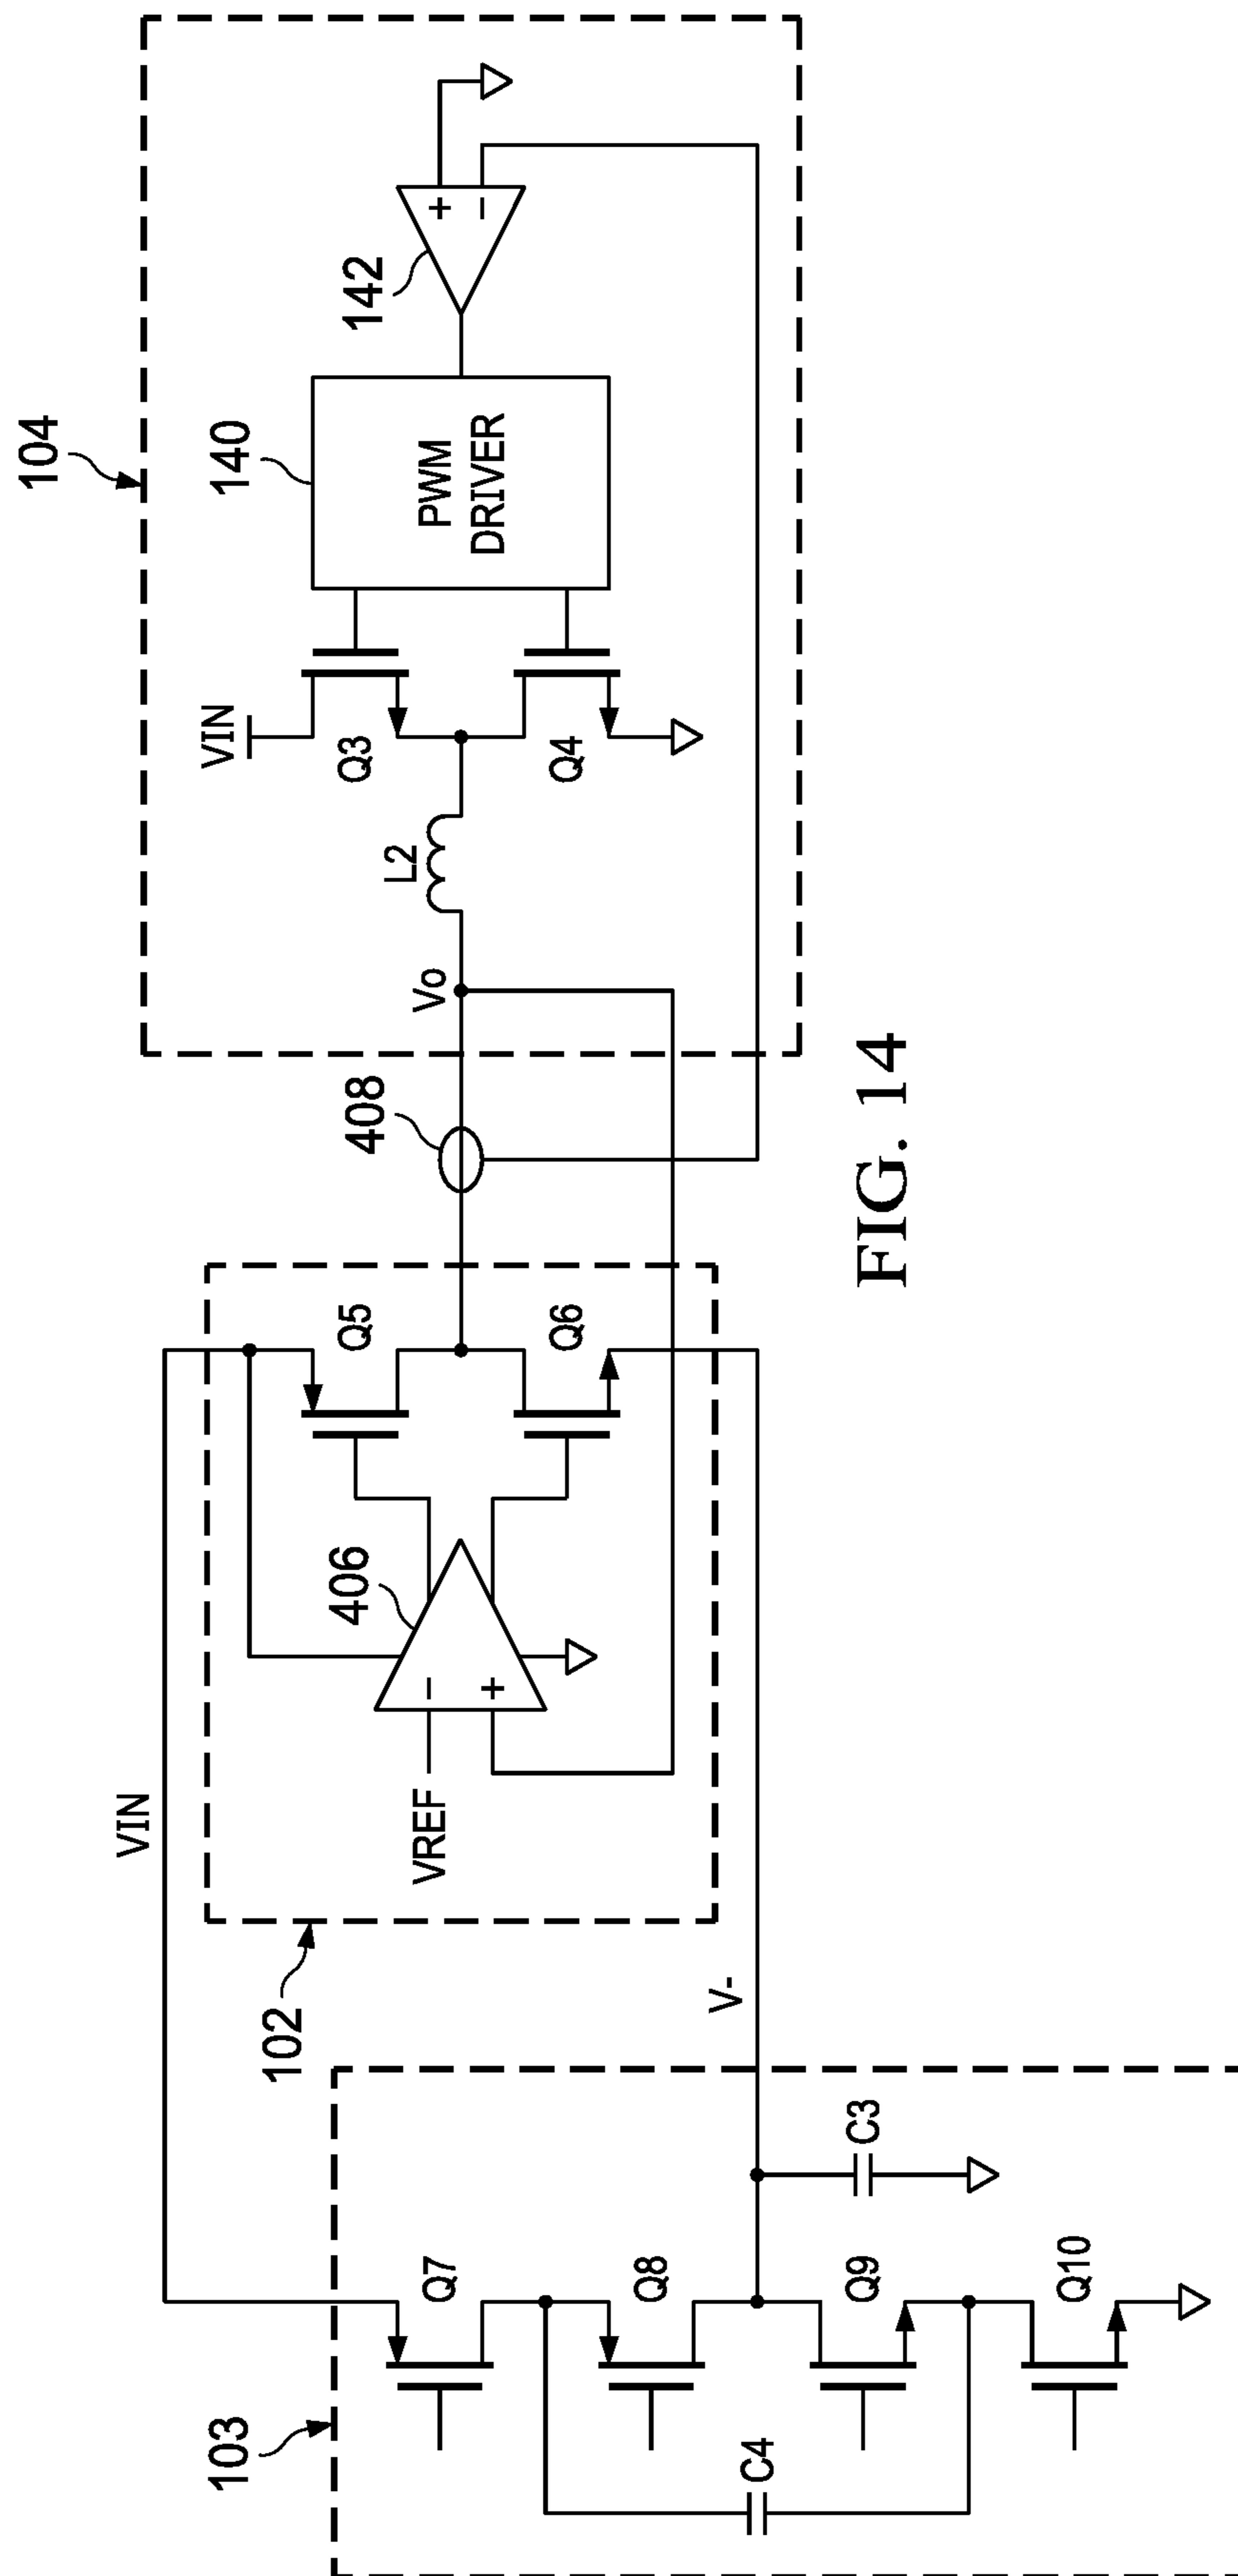 104
140
142
VIN
Q3
Q4
PWM
DRIVER
+
−
L2
Vo
408
VIN
Q5
Q6
406
−
+
VREF
102
V-
103
Q7
Q8
Q9
Q10
C3
C4
FIG. 14